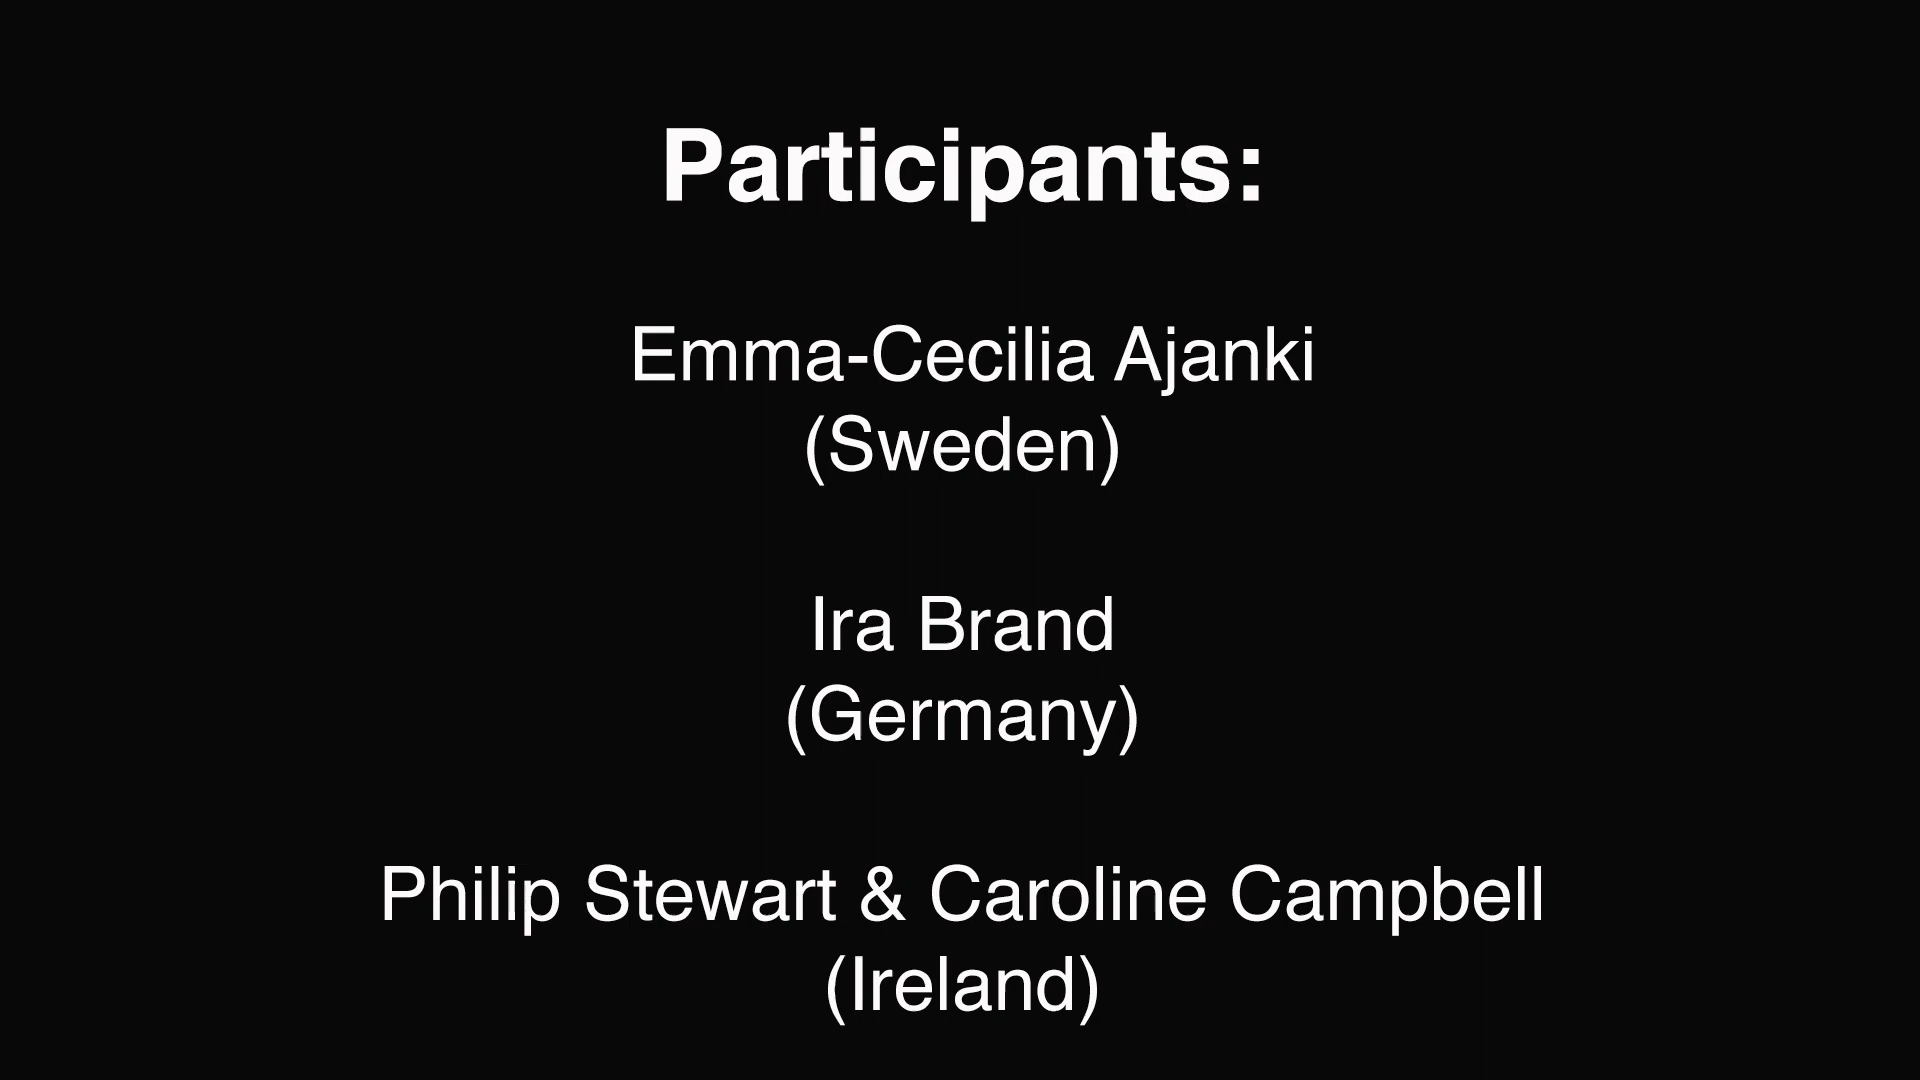 Participants:
Emma-Cecilia Ajanki
(Sweden)
Ira Brand
(Germany)
Philip Stewart & Caroline Campbell
(Ireland)